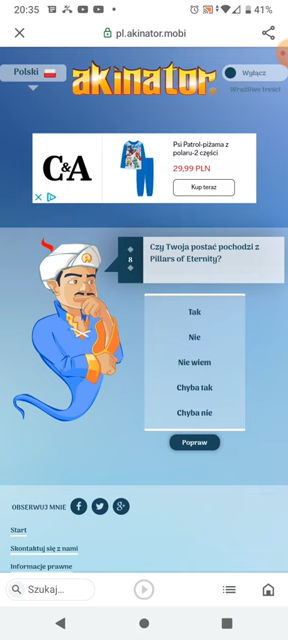 20:35
41%
pl.akinator.mobi
Polski
akinator
Wyłącz
Wrażliwe treści
C&A
Psi Patrol-piżama z
polaru-2 części
29,99 PLN
Kup teraz
8
Czy Twoja postać pochodzi z
Pillars of Eternity?
Tak
Nie
Nie wiem
Chyba tak
Chyba nie
Popraw
OBSERWUJ MNIE
Start
Skontaktuj się z nami
Informacje prawne
Szukaj...